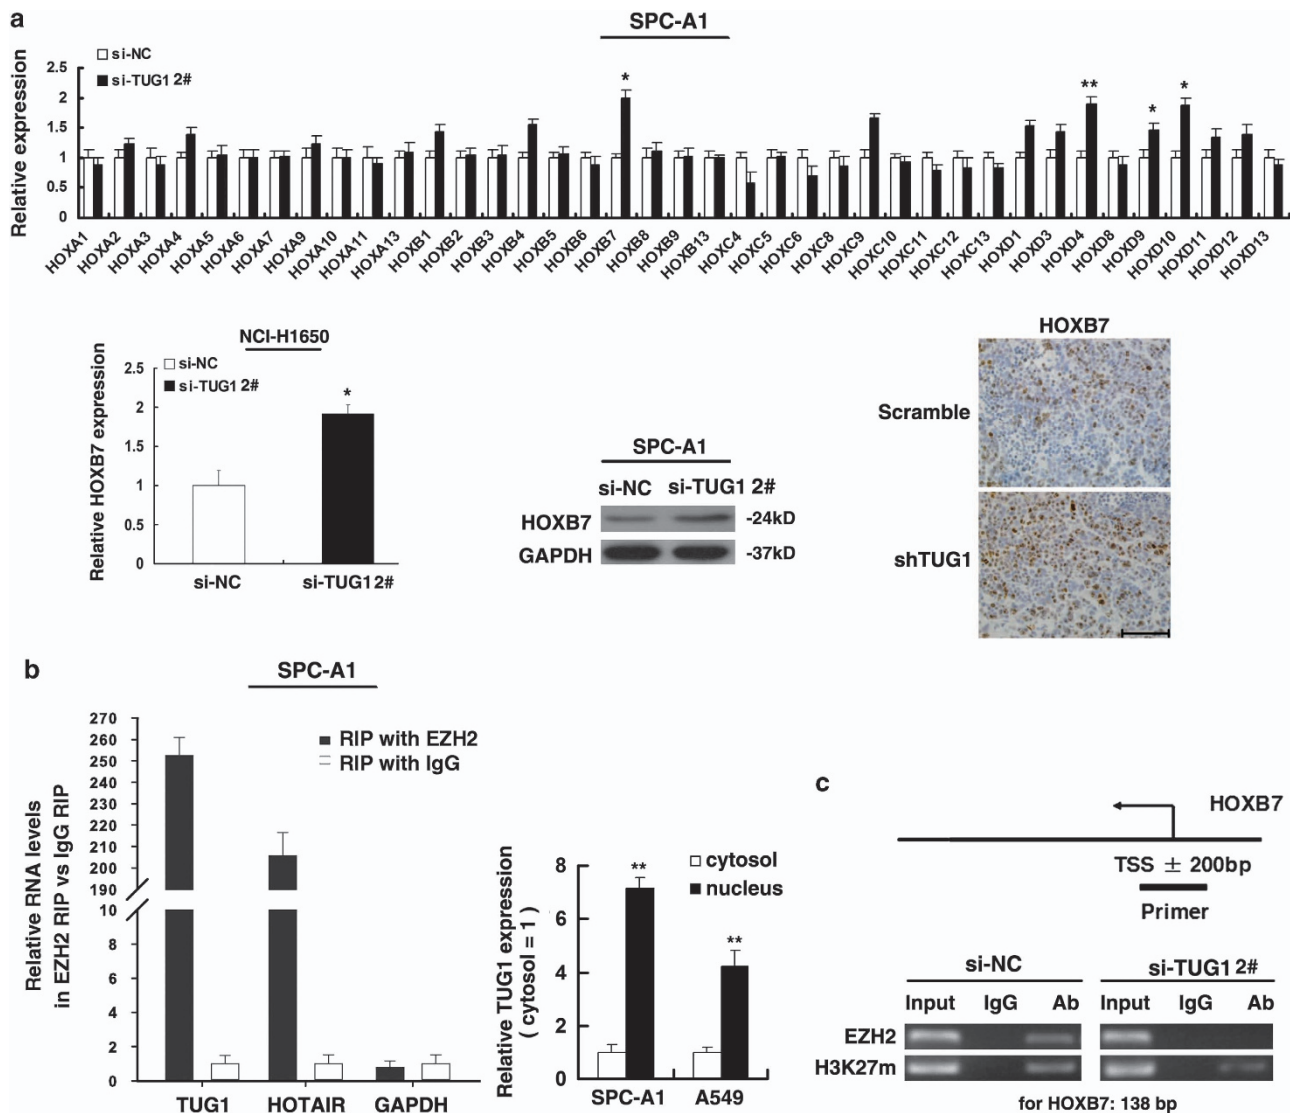 a
SPC-A1
si-NC
si-TUG1 2#
Relative expression
2.5
2
1.5
1
0.5
0
HOXA1 HOXA2 HOXA3 HOXA4 HOXA5 HOXA6 HOXA7 HOXA9 HOXA10 HOXA11 HOXA13 HOXB1 HOXB2 HOXB3 HOXB4 HOXB5 HOXB6 HOXB7 HOXB8 HOXB9 HOXB13 HOXC4 HOXC5 HOXC6 HOXC8 HOXC9 HOXC10 HOXC11 HOXC12 HOXC13 HOXD1 HOXD3 HOXD4 HOXD8 HOXD9 HOXD10 HOXD11 HOXD12 HOXD13
* ** * *
NCI-H1650
si-NC
si-TUG1 2#
Relative HOXB7 expression
2.5
2
1.5
1
0.5
0
*
si-NC si-TUG1 2#
SPC-A1
si-NC si-TUG1 2#
HOXB7 -24kD
GAPDH -37kD
HOXB7
Scramble
shTUG1
b
SPC-A1
RIP with EZH2
RIP with IgG
Relative RNA levels
in EZH2 RIP vs IgG RIP
270
260
250
240
230
220
210
200
190
10
8
6
4
2
0
TUG1 HOTAIR GAPDH
cytosol
nucleus
Relative TUG1 expression
( cytosol = 1 )
8
6
4
2
0
**
**
SPC-A1 A549
c
HOXB7
TSS ± 200bp
Primer
si-NC si-TUG1 2#
Input IgG Ab Input IgG Ab
EZH2
H3K27m
for HOXB7: 138 bp